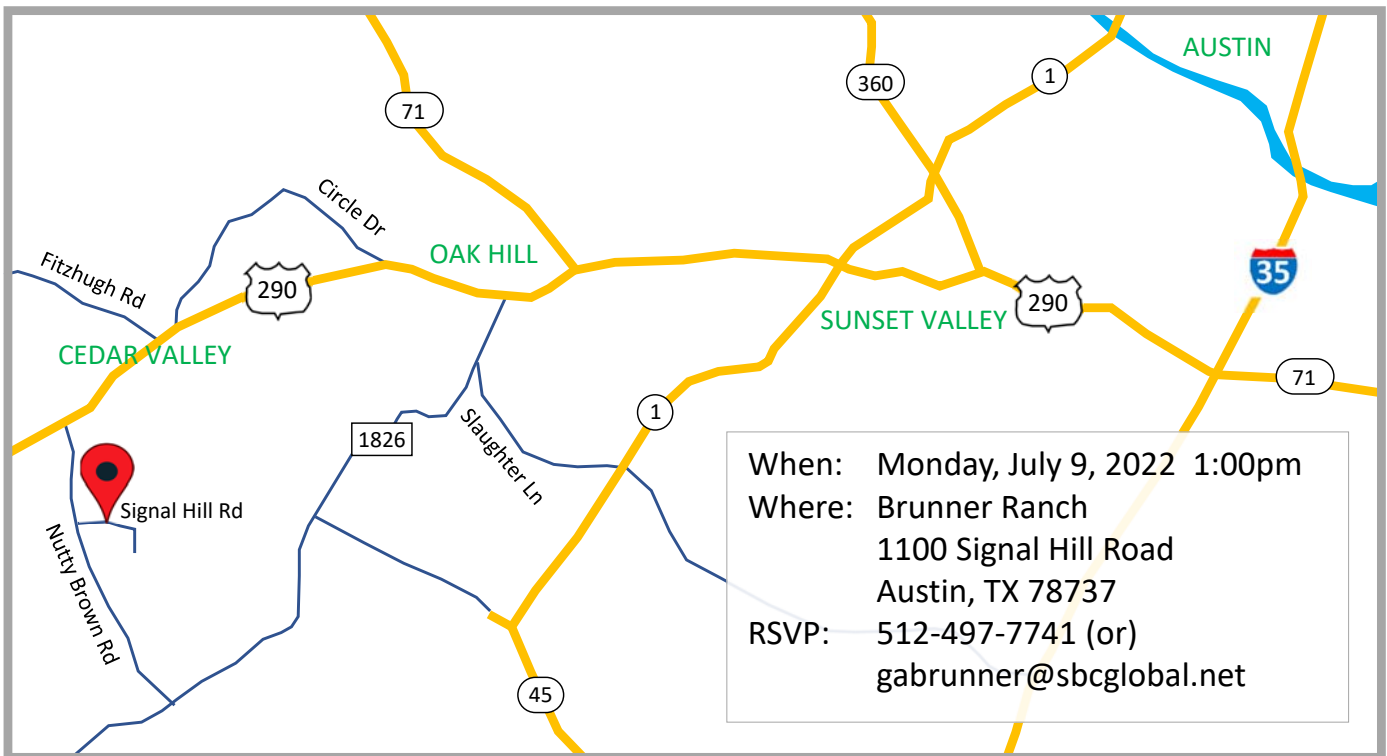 AUSTIN
1
360
71
Circle Dr
OAK HILL
Fitzhugh Rd
290
35
290
SUNSET VALLEY
CEDAR VALLEY
71
1
1826
Slaughter Ln
Signal Hill Rd
Nutty Brown Rd
45
When: Monday, July 9, 2022 1:00pm
Where: Brunner Ranch
1100 Signal Hill Road
Austin, TX 78737
RSVP: 512-497-7741 (or)
gabrunner@sbcglobal.net